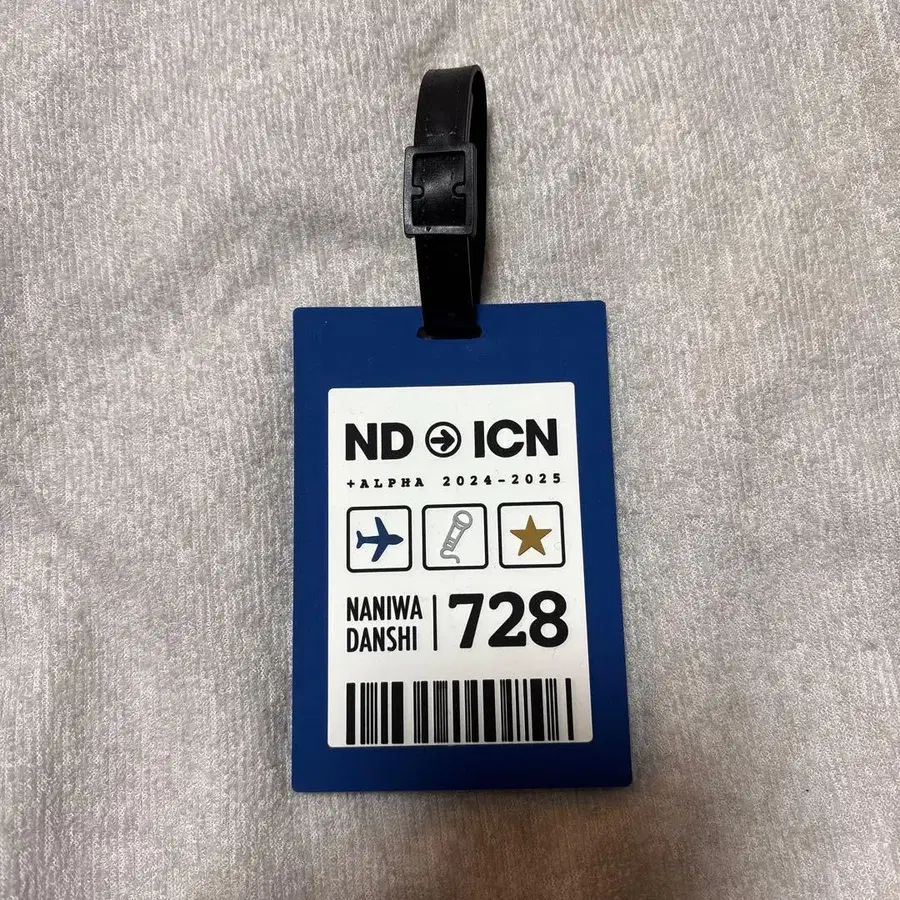 ND → ICN
+ALPHA 2024-2025
NANIWA
DANSHI
728